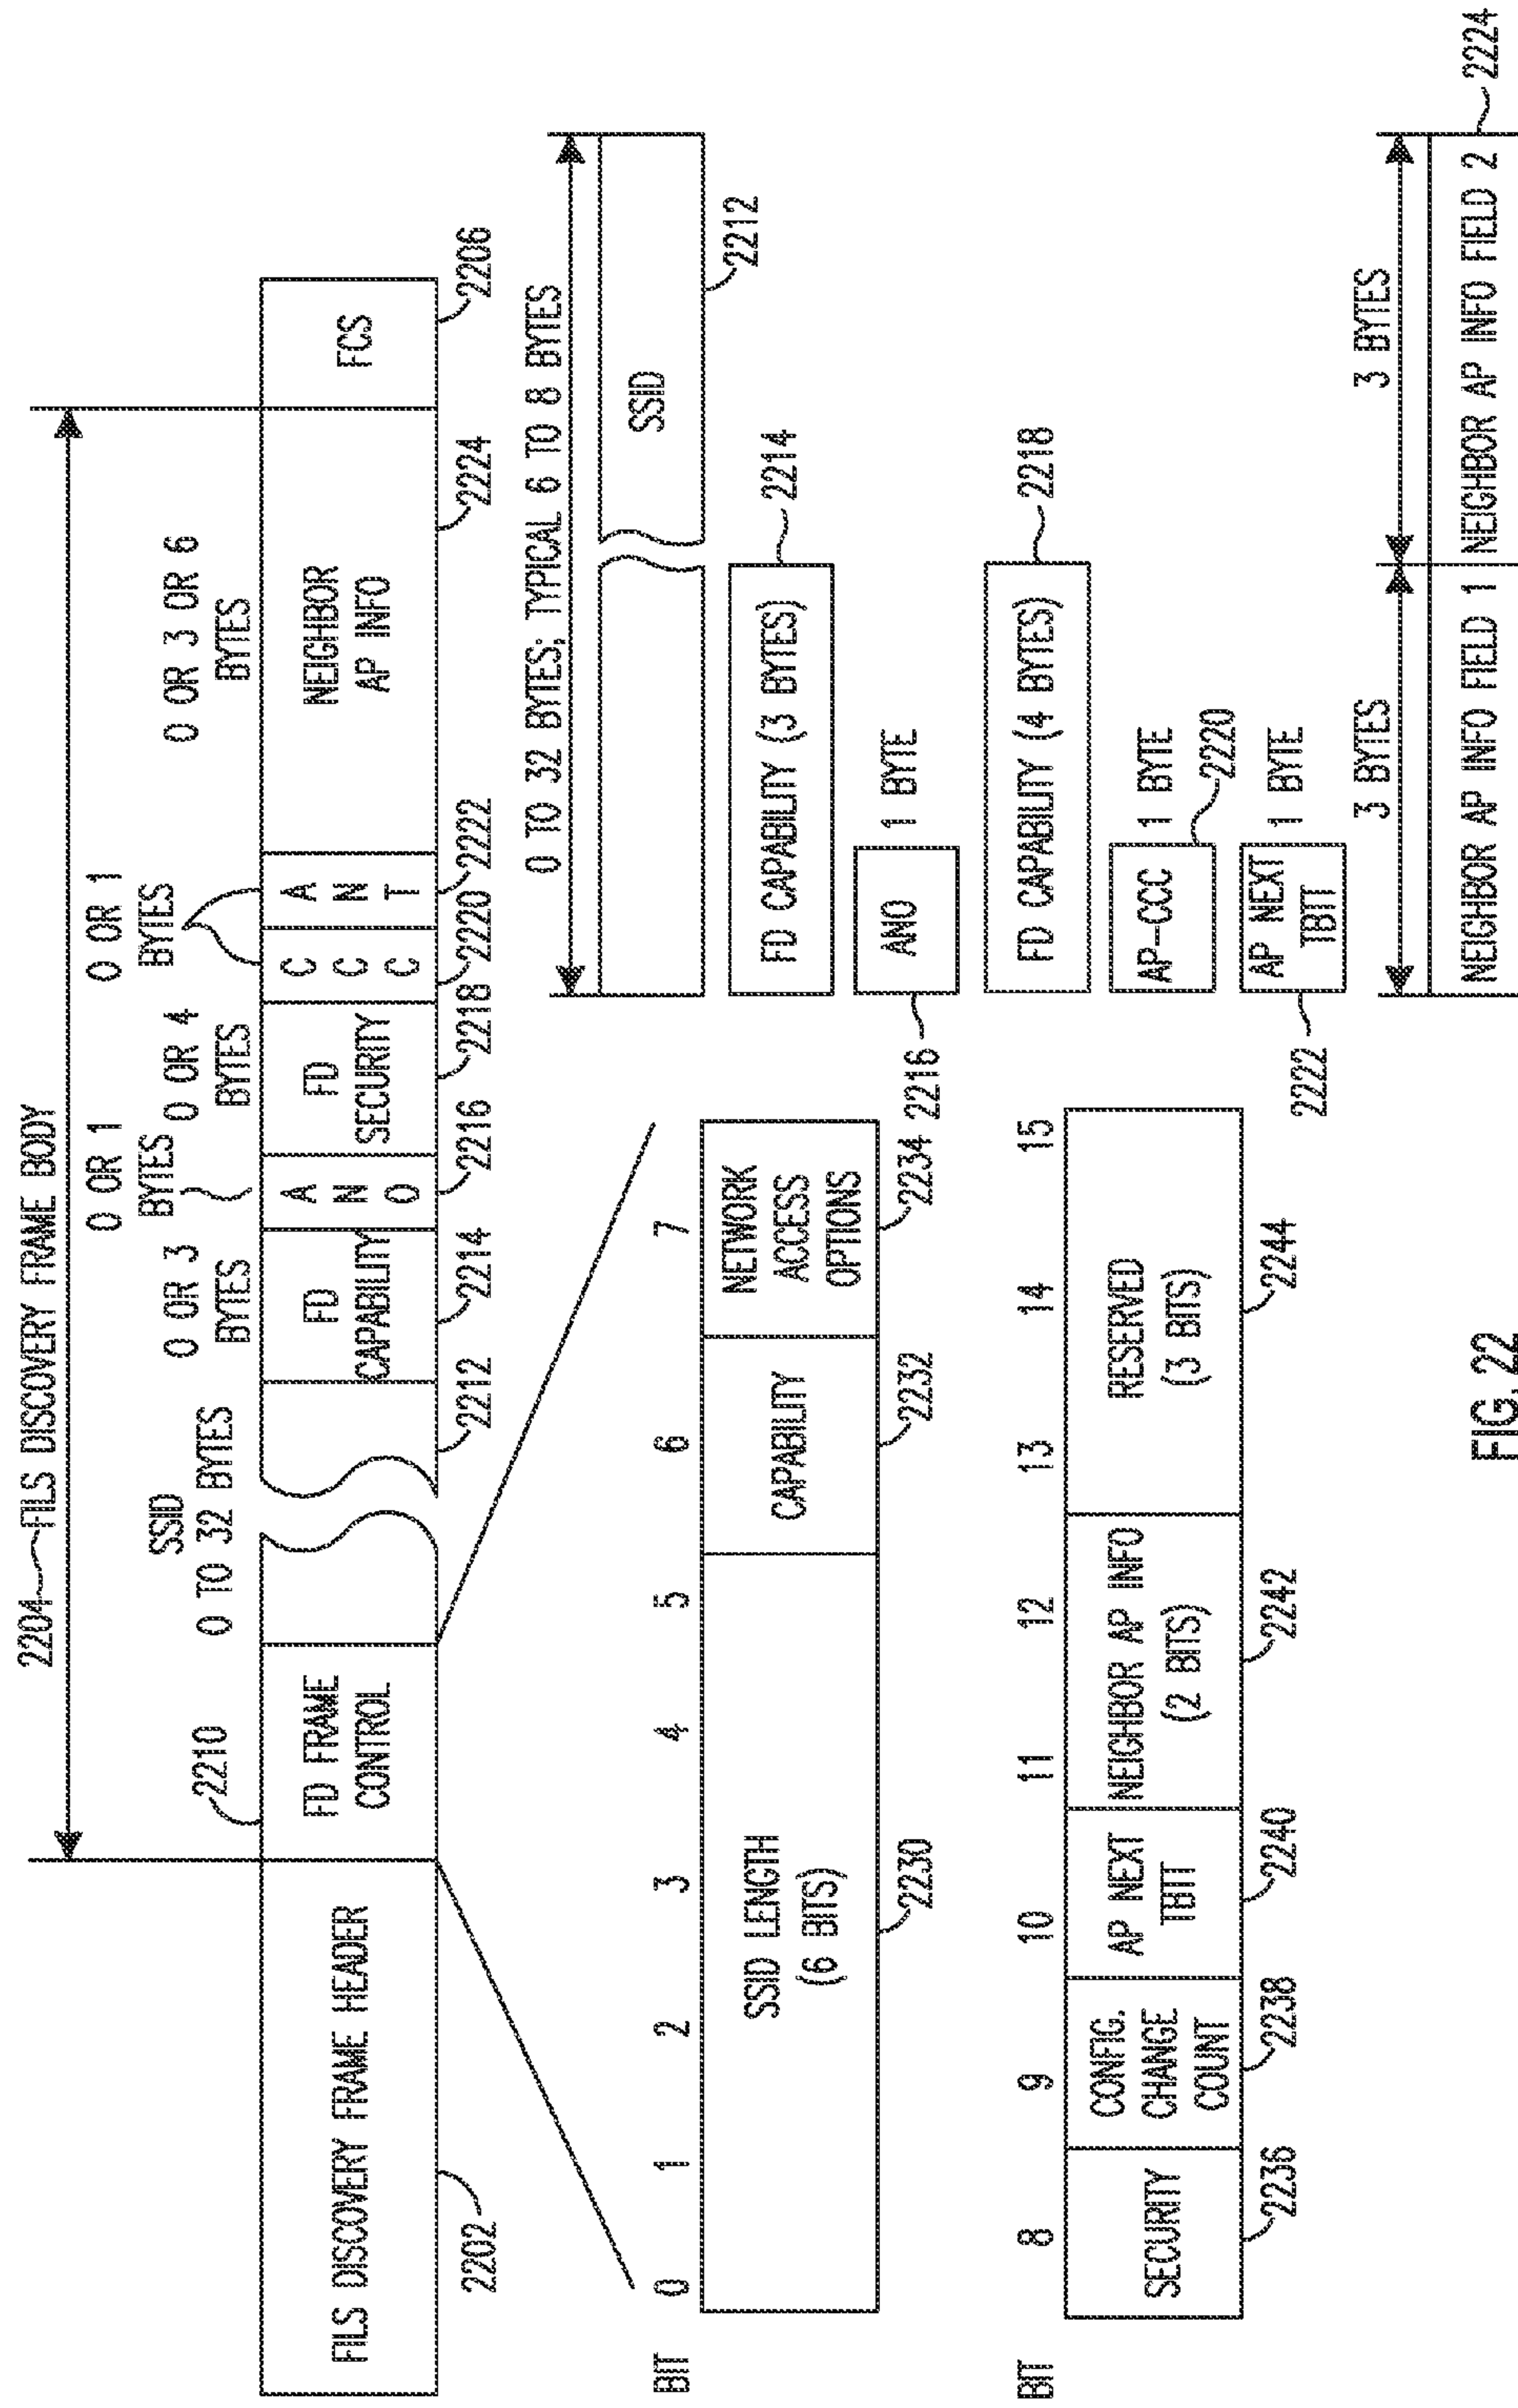 2204 FILS DISCOVERY FRAME BODY
0 OR 1
BYTES
0 OR 1
BYTES
SSID
0 TO 32 BYTES
0 OR 3
BYTES
0 OR 4
BYTES
0 OR 3 OR 6
BYTES
2210
FILS DISCOVERY FRAME HEADER
FD FRAME
CONTROL
FD
CAPABILITY
A
N
O
FD
SECURITY
C
C
C
A
N
T
NEIGHBOR
AP INFO
FCS
2202
2212
2214
2216
2218
2220
2222
2224
2206
BIT 0 1 2 3 4 5 6 7
SSID LENGTH
(6 BITS)
CAPABILITY
NETWORK
ACCESS
OPTIONS
2230
2232
2234
BIT 8 9 10 11 12 13 14 15
SECURITY
CONFIG.
CHANGE
COUNT
AP NEXT
TBTT
NEIGHBOR AP INFO
(2 BITS)
RESERVED
(3 BITS)
2236
2238
2240
2242
2244
0 TO 32 BYTES; TYPICAL 6 TO 8 BYTES
SSID
2212
FD CAPABILITY (3 BYTES)
2214
ANO
1 BYTE
2216
FD CAPABILITY (4 BYTES)
2218
AP-CCC
1 BYTE
2220
AP NEXT
TBTT
1 BYTE
2222
3 BYTES
3 BYTES
NEIGHBOR AP INFO FIELD 1
NEIGHBOR AP INFO FIELD 2
2224
FIG. 22